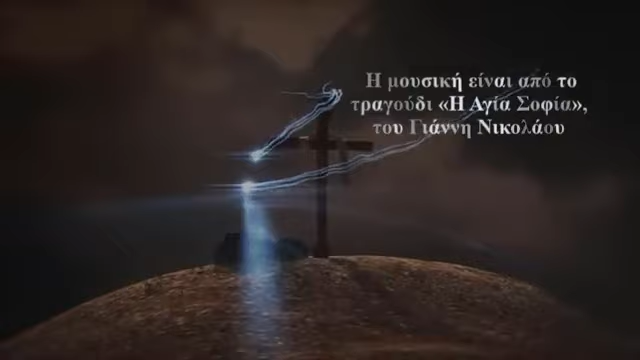 Η μουσική είναι από το
τραγούδι «Η Αγία Σοφία»,
του Γιάννη Νικολάου